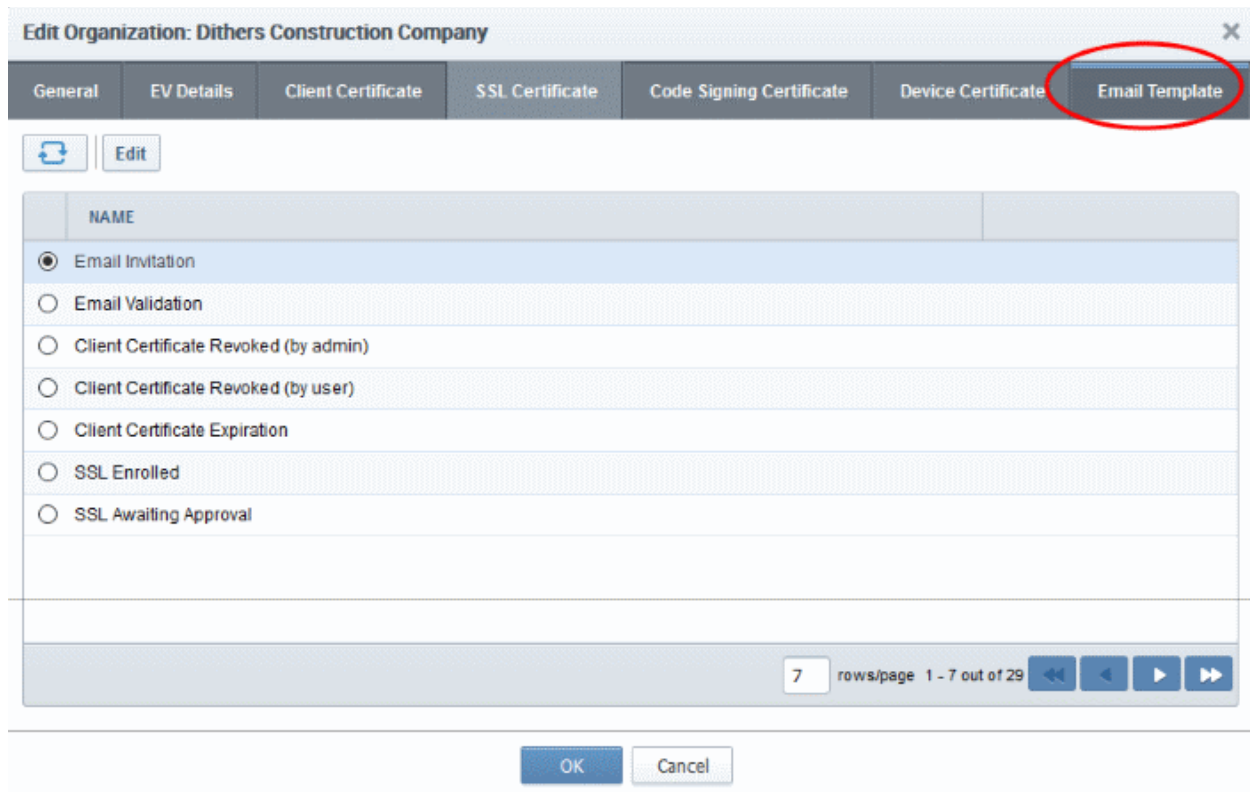 Edit Organization: Dithers Construction Company
General EV Details Client Certificate SSL Certificate Code Signing Certificate Device Certificate Email Template
Edit
NAME
Email Invitation
Email Validation
Client Certificate Revoked (by admin)
Client Certificate Revoked (by user)
Client Certificate Expiration
SSL Enrolled
SSL Awaiting Approval
7 rows/page 1 - 7 out of 29
OK Cancel